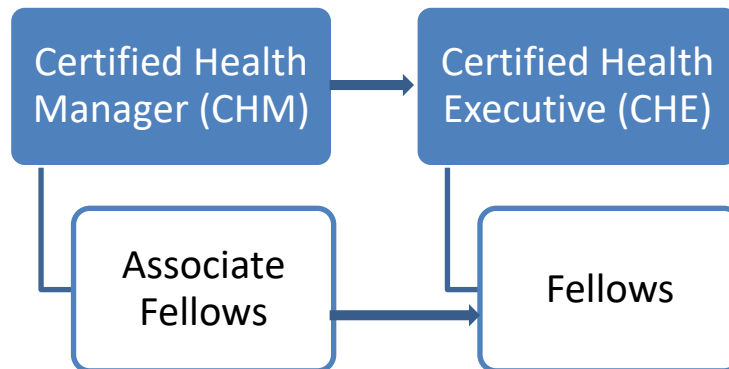 Certified Health
Manager (CHM)
Certified Health
Executive (CHE)
Associate
Fellows
Fellows